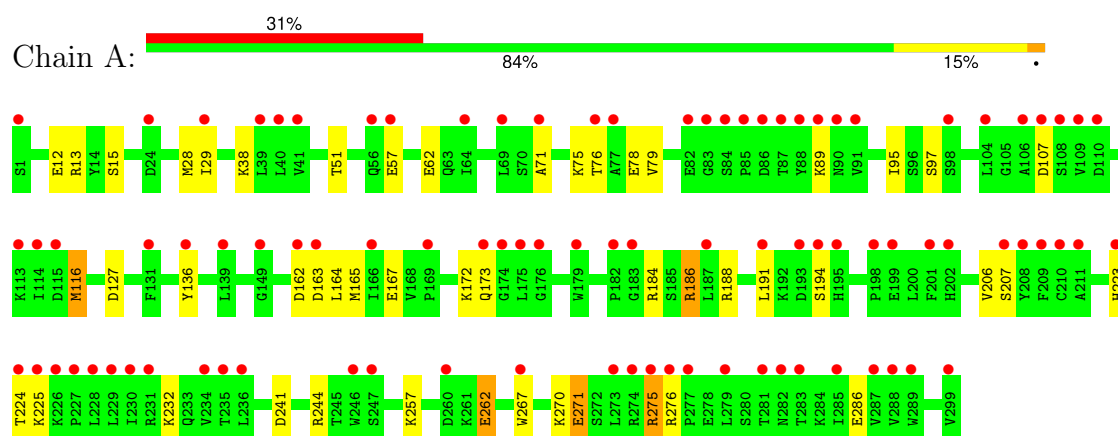 31%
Chain A:
84% 15% •
S1 E12 R13 Y14 S15 D24 M28 I29 K38 L39 L40 V41 T51 Q56 E57 E62 Q63 I64 L69 S70 A71 K75 T76 A77 E78 V79 E82 G83 S84 P85 D86 T87 Y88 K89 N90 V91 I95 S96 S97 S98 L104 G105 A106 D107 S108 V109 D110
K113 I114 D115 M116 D127 F131 Y136 L139 G149 D162 D163 L164 M165 I166 E167 V168 P169 K172 Q173 G174 L175 G176 W179 P182 G183 R184 S185 R186 L187 R188 L191 K192 D193 S194 H195 P198 E199 L200 F201 H202 V206 S207 Y208 F209 C210 A211 H223
T224 K225 K226 P227 L228 L229 I230 R231 K232 Q233 V234 T235 L236 D241 R244 T245 W246 S247 K257 D260 K261 E262 W267 K270 E271 S272 L273 R274 R275 R276 P277 E278 L279 S280 T281 N282 T283 K284 I285 E286 V287 V288 W289 V299